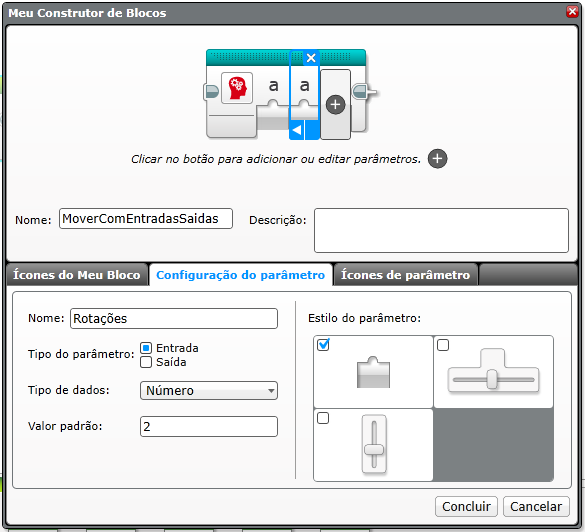 Meu Construtor de Blocos
a a
Clicar no botão para adicionar ou editar parâmetros.
Nome: MoverComEntradasSaidas Descrição:
Ícones do Meu Bloco Configuração do parâmetro Ícones de parâmetro
Nome: Rotações Estilo do parâmetro:
Tipo do parâmetro: Entrada
Saída
Tipo de dados: Número
Valor padrão: 2
Concluir Cancelar